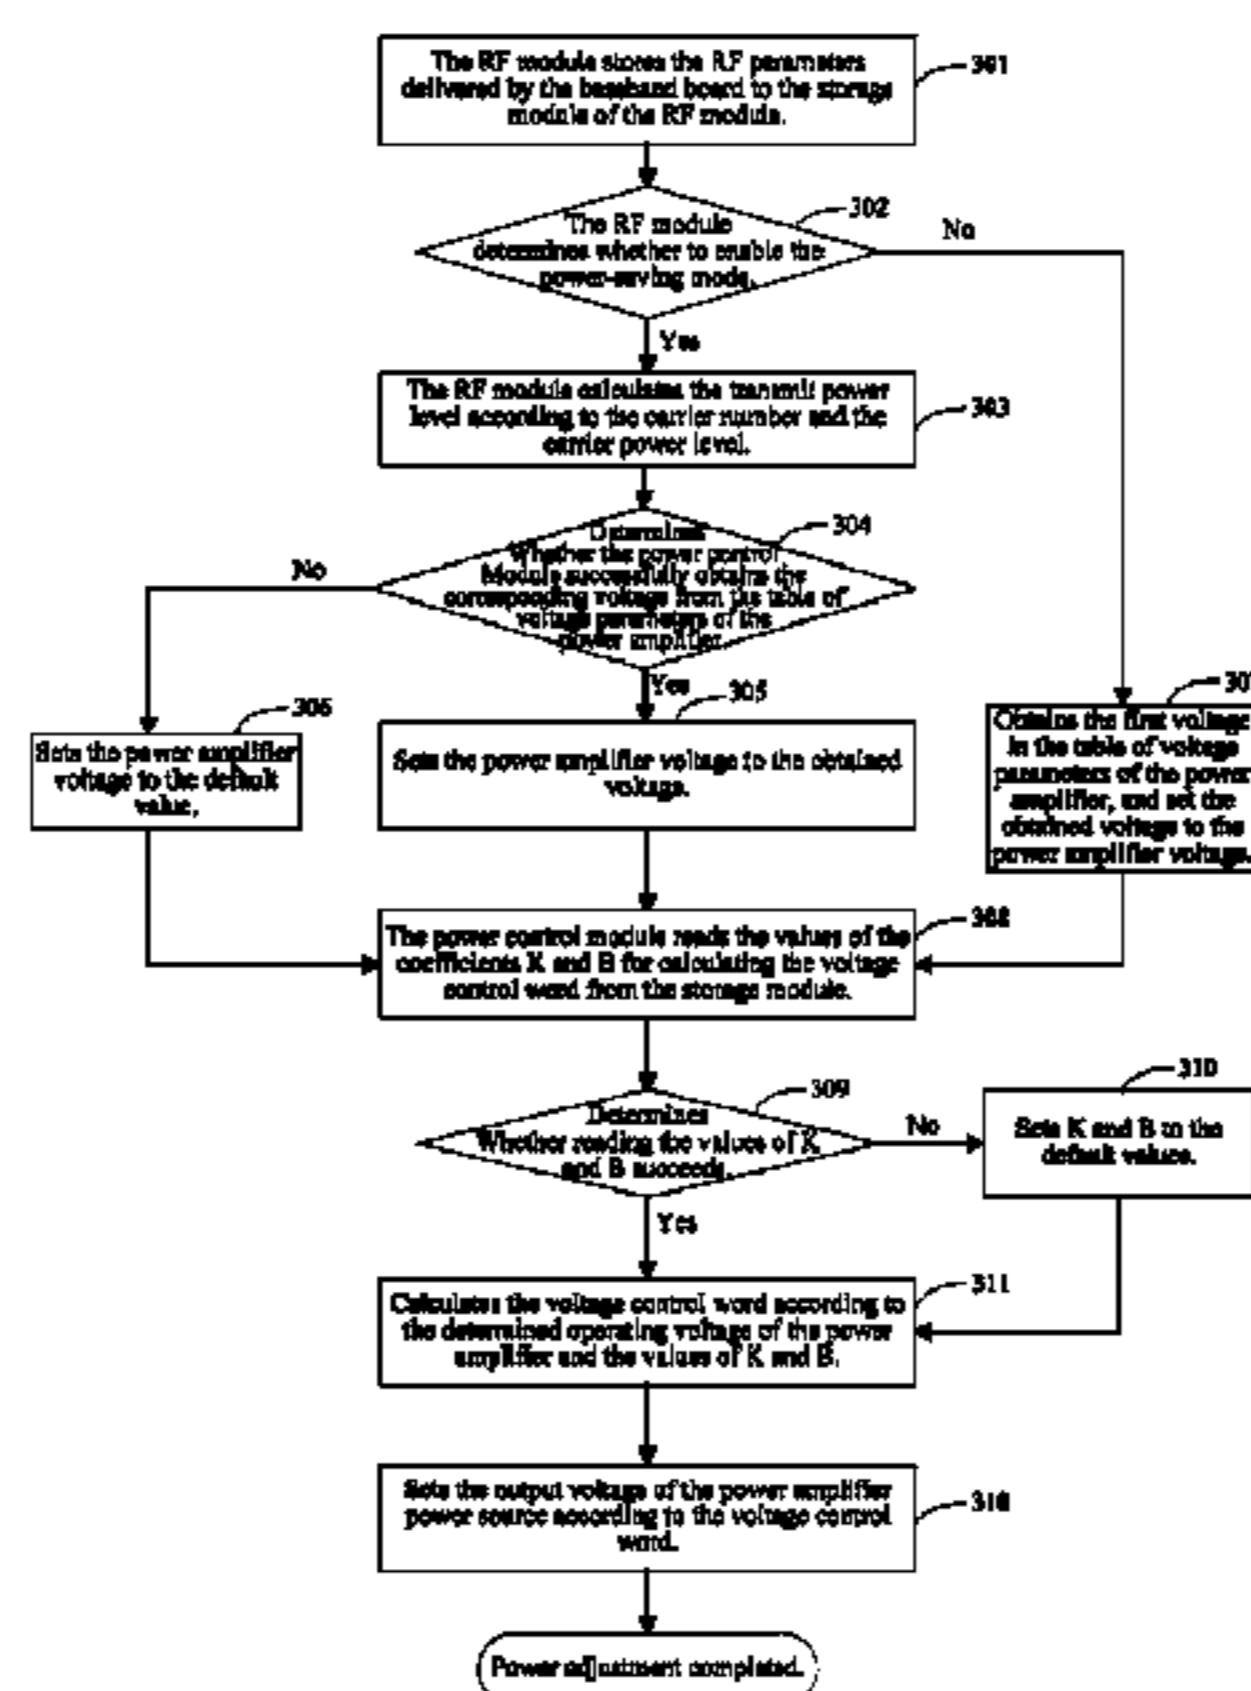 The RF module stores the RF parameters
delivered by the baseband board to the storage
module of the RF module.
301
The RF module
determines whether to enable the
power-saving mode.
302
No
Yes
The RF module calculates the transmit power
level according to the carrier number and the
carrier power level.
303
Determines
Whether the power control
Module successfully obtains the
corresponding voltage from the table of
voltage parameters of the
power amplifier.
304
No
Yes
305
306
30
Sets the power amplifier
voltage to the default
value.
Sets the power amplifier voltage to the obtained
voltage.
Obtains the first voltage
in the table of voltage
parameters of the power
amplifier, and set the
obtained voltage to the
power amplifier voltage.
The power control module reads the values of the
coefficients K and B for calculating the voltage
control word from the storage module.
308
Determines
Whether reading the values of K
and B succeeds.
309
No
310
Sets K and B to the
default values.
Yes
Calculates the voltage control word according to
the determined operating voltage of the power
amplifier and the values of K and B.
311
Sets the output voltage of the power amplifier
power source according to the voltage control
word.
Power adjustment completed.